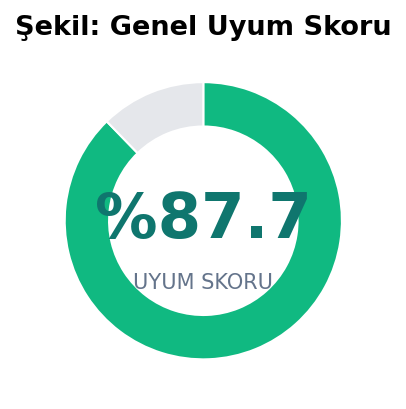 Şekil: Genel Uyum Skoru
%87.7
UYUM SKORU